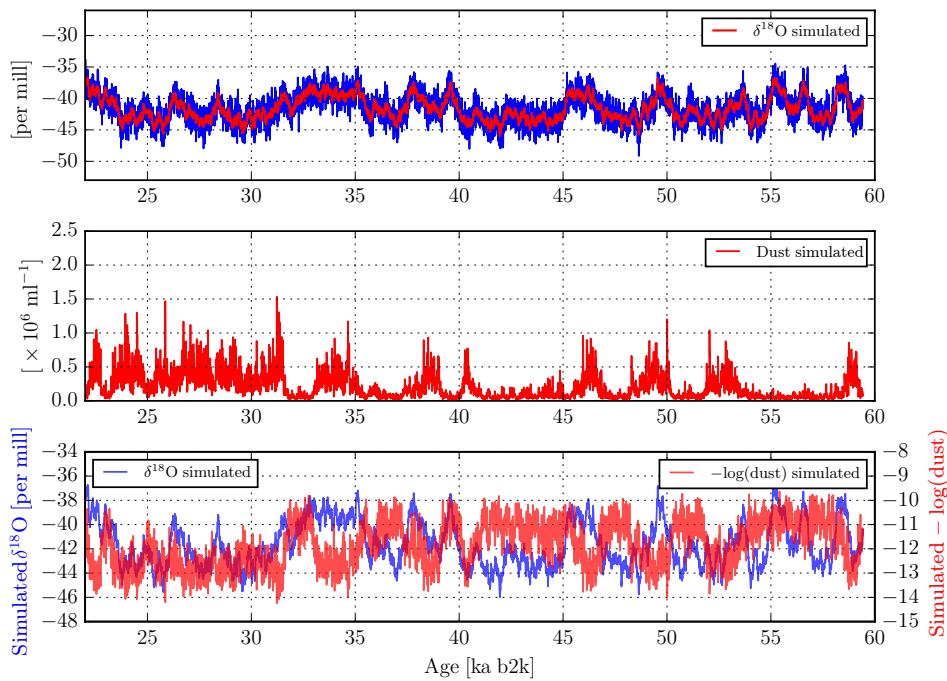 −30
−35
−40
−45
−50
[per mill]
δ¹⁸O simulated
25 30 35 40 45 50 55 60
2.5
2.0
1.5
1.0
0.5
0.0
[ × 10⁶ ml⁻¹]
Dust simulated
25 30 35 40 45 50 55 60
−34
−36
−38
−40
−42
−44
−46
−48
Simulated δ¹⁸O [per mill]
δ¹⁸O simulated
−log(dust) simulated
−8
−9
−10
−11
−12
−13
−14
−15
Simulated − log(dust)
25 30 35 40 45 50 55 60
Age [ka b2k]